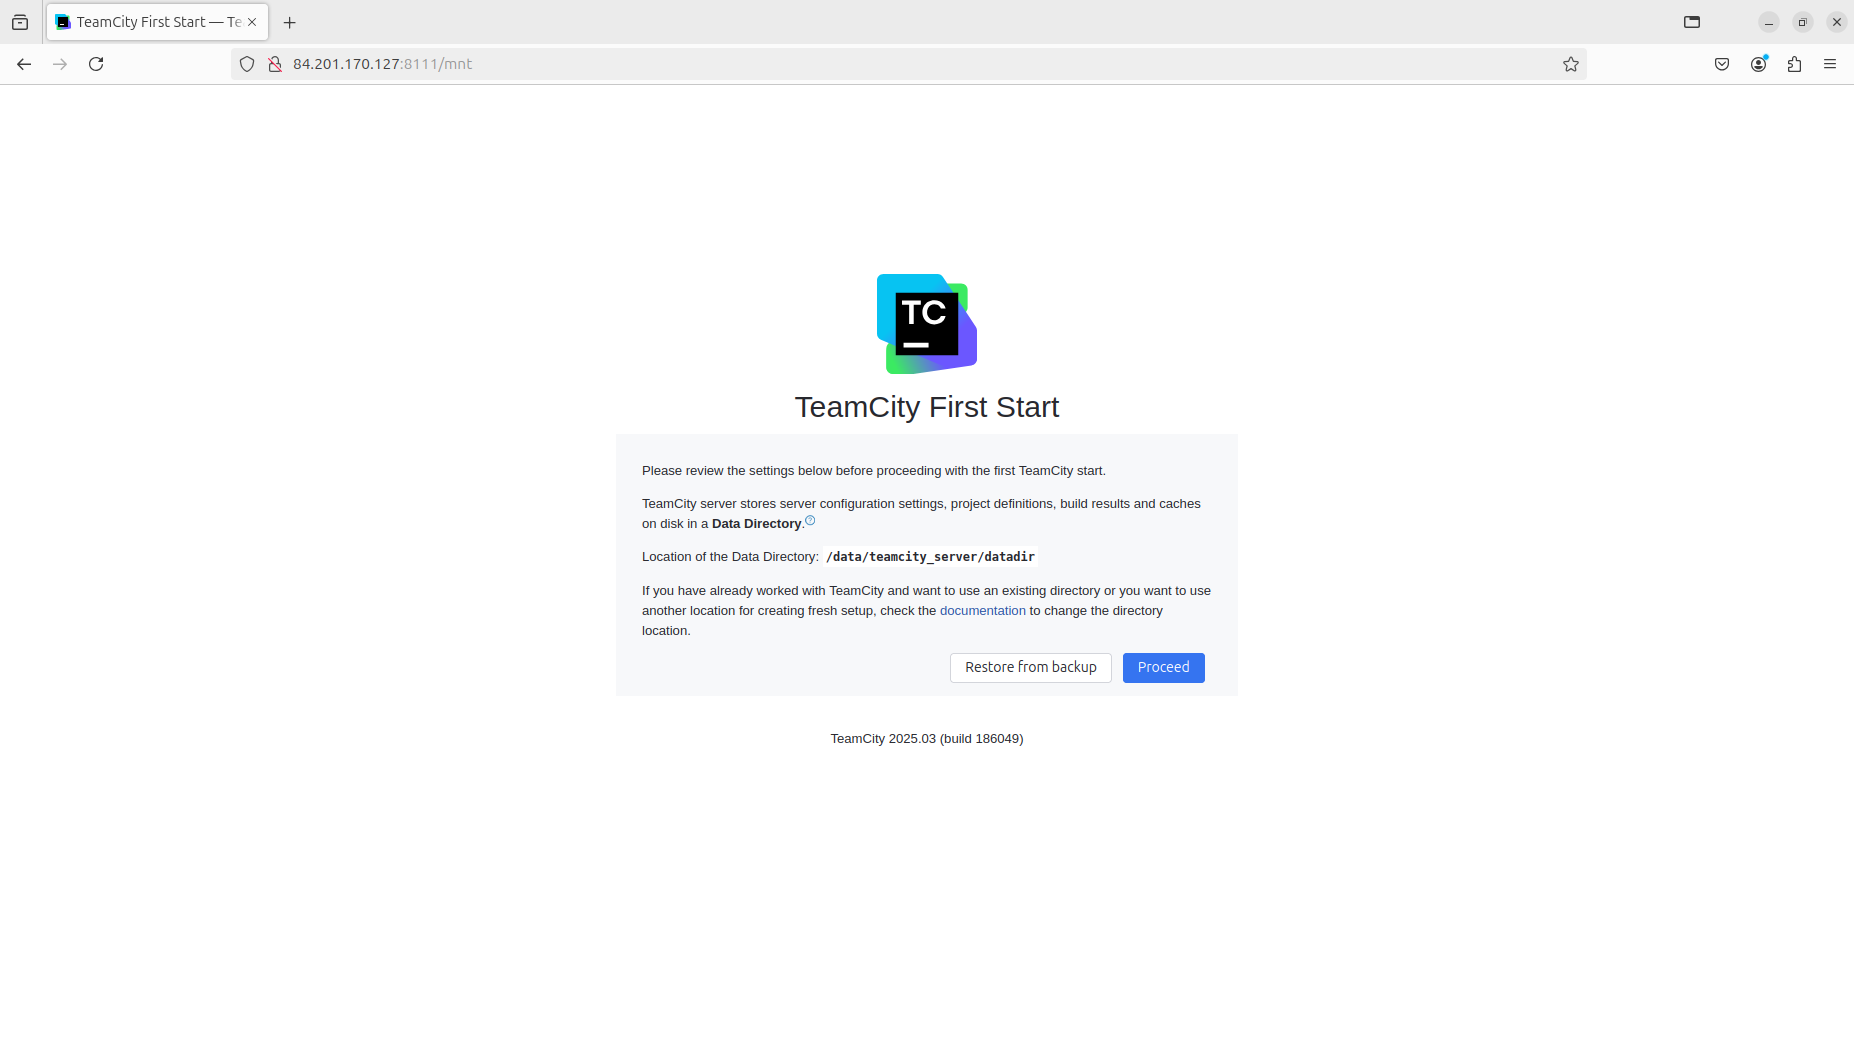 TeamCity First Start — Te
84.201.170.127:8111/mnt
TC
TeamCity First Start
Please review the settings below before proceeding with the first TeamCity start.
TeamCity server stores server configuration settings, project definitions, build results and caches
on disk in a Data Directory.?
Location of the Data Directory: /data/teamcity_server/datadir
If you have already worked with TeamCity and want to use an existing directory or you want to use
another location for creating fresh setup, check the documentation to change the directory
location.
Restore from backup Proceed
TeamCity 2025.03 (build 186049)